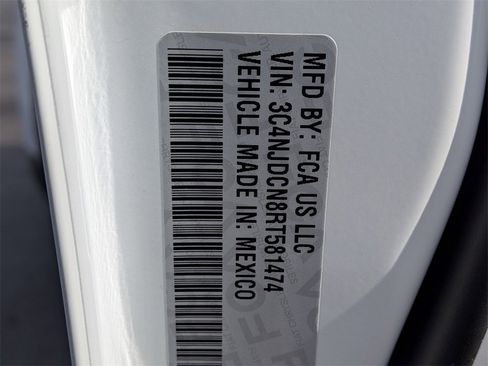 MFD BY: FCA US LLC
VIN: 3C4NJDCN8RT581474
VEHICLE MADE IN: MEXICO